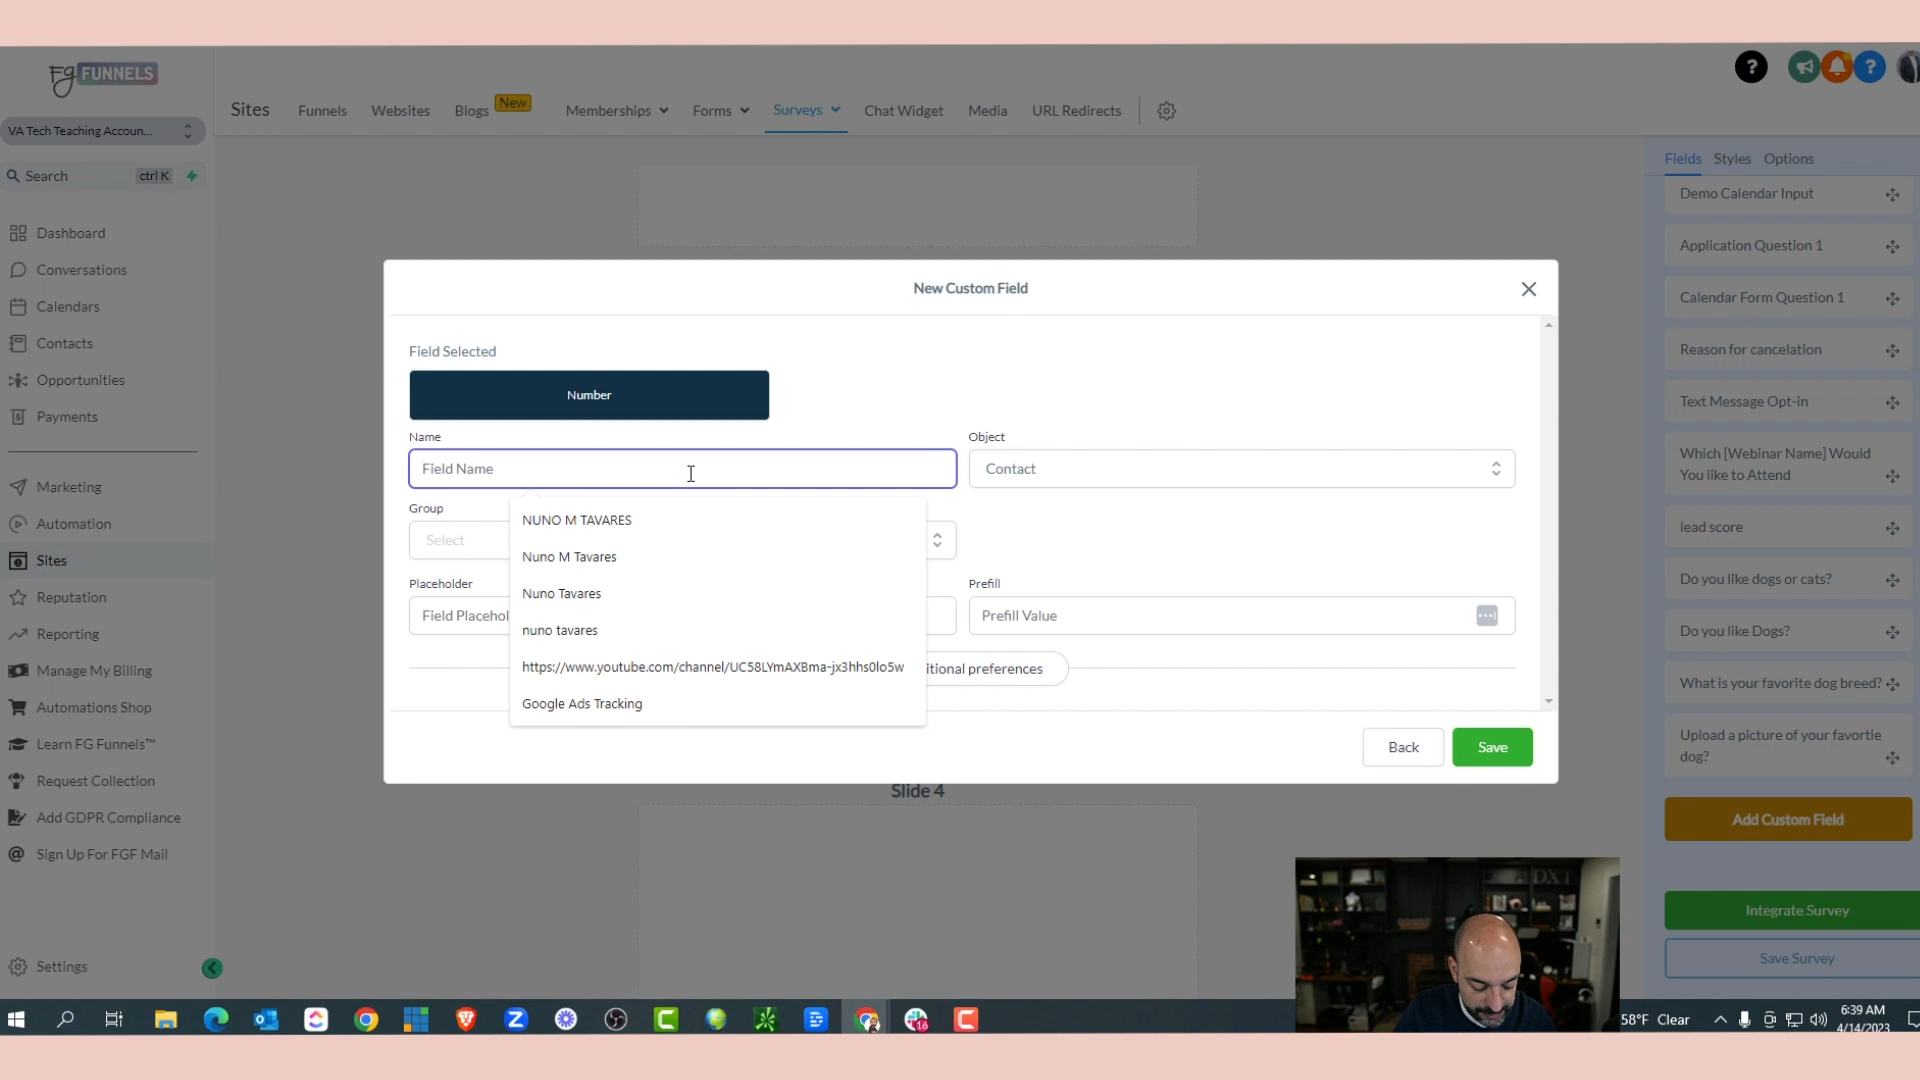 fg FUNNELS
VA Tech Teaching Accoun...
Search
ctrl K
Dashboard
Conversations
Calendars
Contacts
Opportunities
Payments
Marketing
Automation
Sites
Reputation
Reporting
Manage My Billing
Automations Shop
Learn FG Funnels™
Request Collection
Add GDPR Compliance
Sign Up For FGF Mail
Settings
Sites
Funnels
Websites
Blogs
New
Memberships
Forms
Surveys
Chat Widget
Media
URL Redirects
New Custom Field
Field Selected
Number
Name
Field Name
Object
Contact
Group
Select
NUNO M TAVARES
Nuno M Tavares
Nuno Tavares
nuno tavares
https://www.youtube.com/channel/UC58LYmAXBma-jx3hhs0lo5w
Google Ads Tracking
Placeholder
Field Placehol
Prefill
Prefill Value
itional preferences
Back
Save
Slide 4
Fields
Styles
Options
Demo Calendar Input
Application Question 1
Calendar Form Question 1
Reason for cancelation
Text Message Opt-in
Which [Webinar Name] Would
You like to Attend
lead score
Do you like dogs or cats?
Do you like Dogs?
What is your favorite dog breed?
Upload a picture of your favortie
dog?
Add Custom Field
Integrate Survey
Save Survey
DXT
16
58°F Clear
6:39 AM
4/14/2023